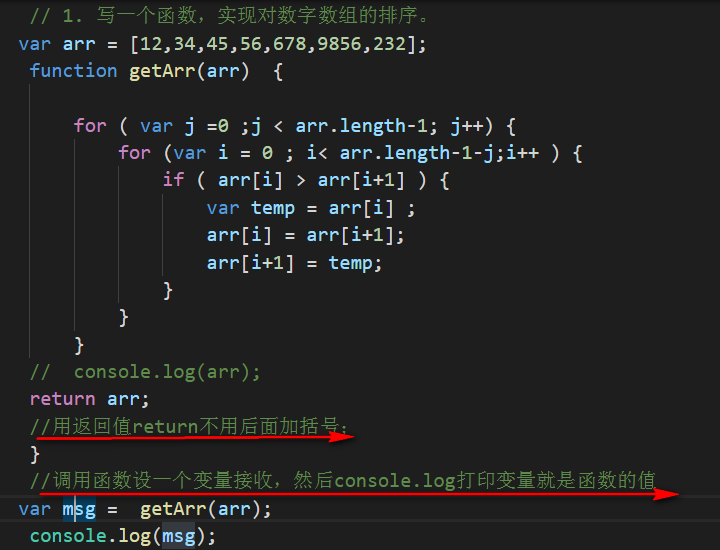 // 1. 写一个函数，实现对数字数组的排序。
var arr = [12,34,45,56,678,9856,232];
function getArr(arr)  {
for ( var j =0 ;j < arr.length-1; j++) {
for (var i = 0 ; i< arr.length-1-j;i++ ) {
if ( arr[i] > arr[i+1] ) {
var temp = arr[i] ;
arr[i] = arr[i+1];
arr[i+1] = temp;
}
}
}
//  console.log(arr);
return arr;
//用返回值return不用后面加括号;
}
//调用函数设一个变量接收，然后console.log打印变量就是函数的值
var msg =  getArr(arr);
console.log(msg);